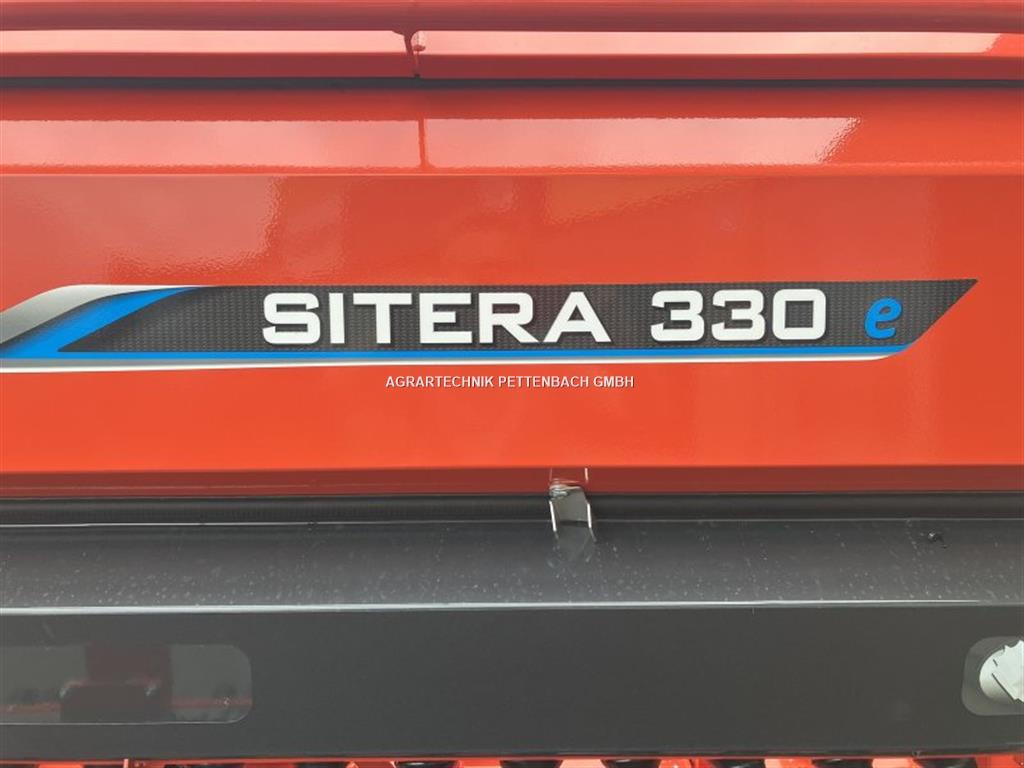 SITERA 330 e
AGRARTECHNIK PETTENBACH GMBH